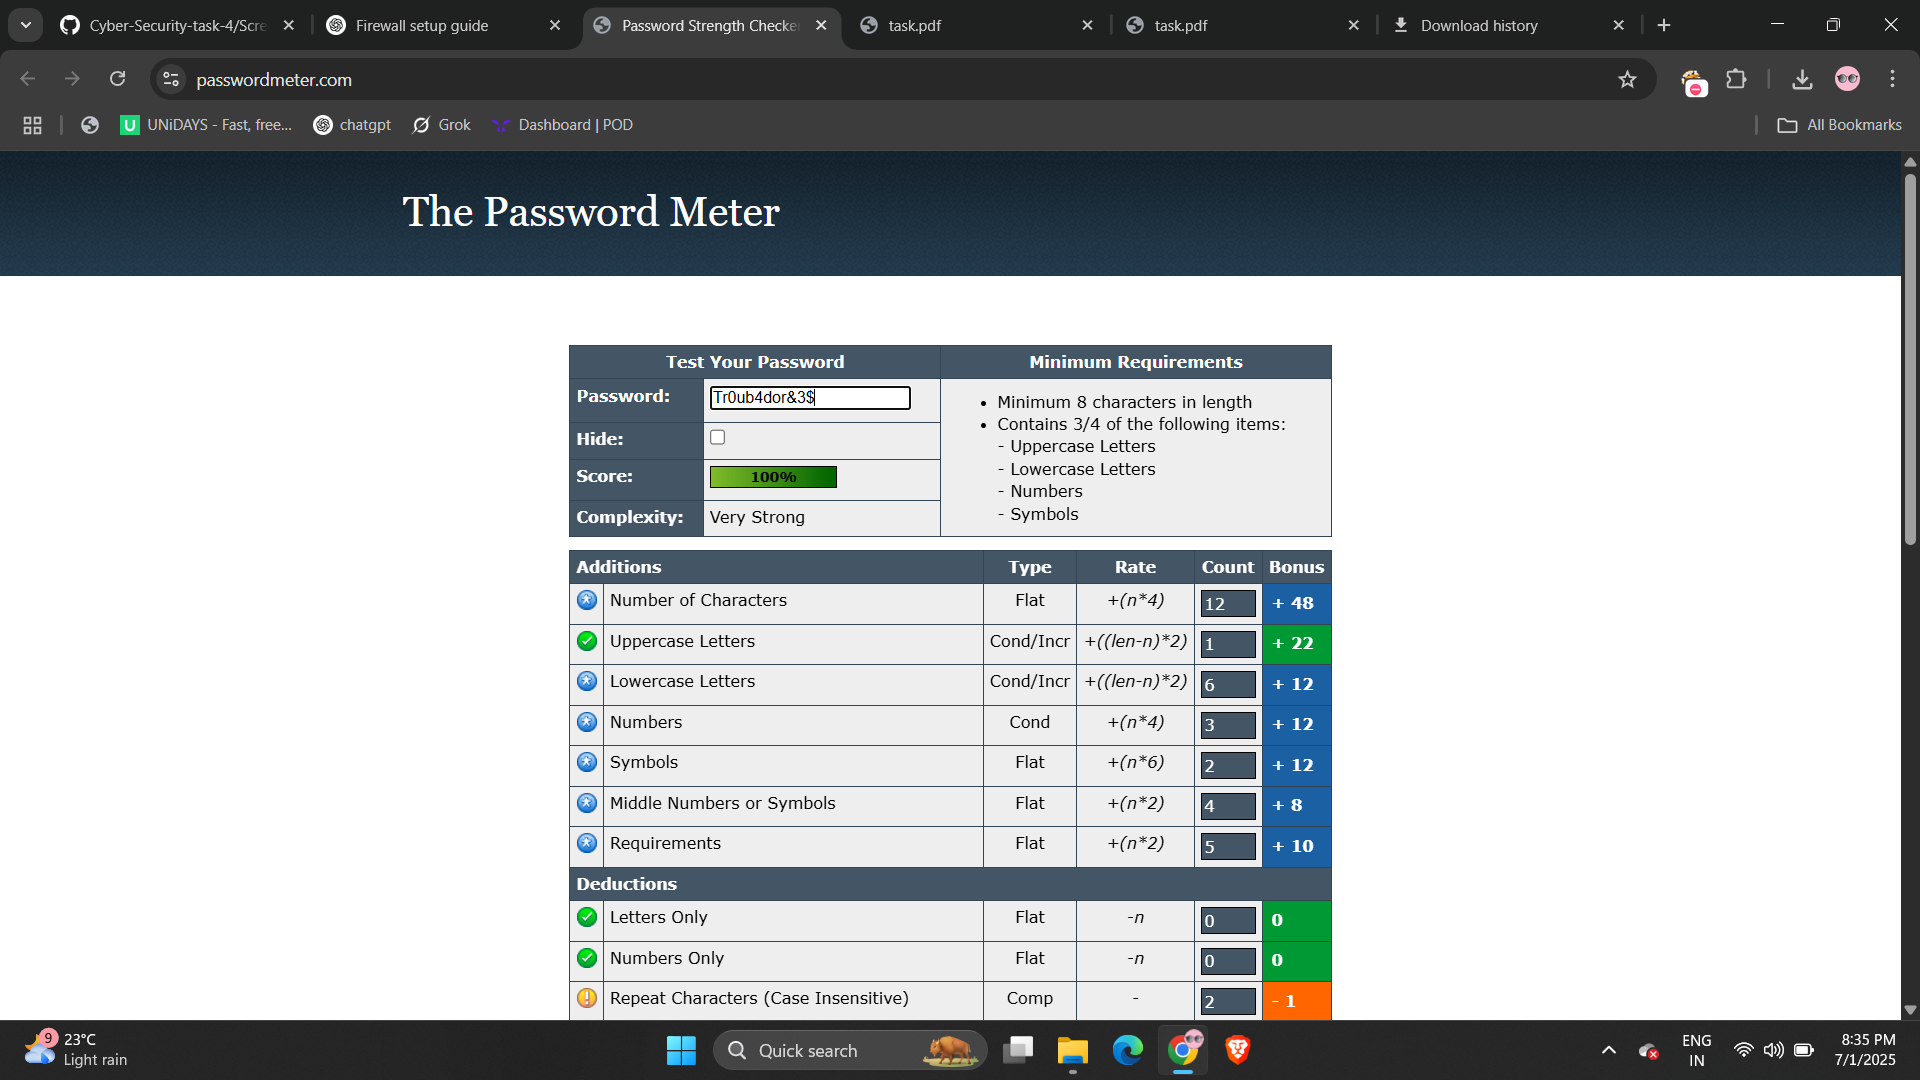 Cyber-Security-task-4/Scre
Firewall setup guide
Password Strength Checke
task.pdf
task.pdf
Download history
passwordmeter.com
UNiDAYS - Fast, free...
chatgpt
Grok
Dashboard | POD
All Bookmarks
The Password Meter
Test Your Password
Minimum Requirements
Password:
Tr0ub4dor&3$
Hide:
Score:
100%
Complexity:
Very Strong
• Minimum 8 characters in length
• Contains 3/4 of the following items:
- Uppercase Letters
- Lowercase Letters
- Numbers
- Symbols
Additions Type Rate Count Bonus
Number of Characters Flat +(n*4) 12 + 48
Uppercase Letters Cond/Incr +((len-n)*2) 1 + 22
Lowercase Letters Cond/Incr +((len-n)*2) 6 + 12
Numbers Cond +(n*4) 3 + 12
Symbols Flat +(n*6) 2 + 12
Middle Numbers or Symbols Flat +(n*2) 4 + 8
Requirements Flat +(n*2) 5 + 10
Deductions
Letters Only Flat -n 0 0
Numbers Only Flat -n 0 0
Repeat Characters (Case Insensitive) Comp - 2 - 1
9
23°C
Light rain
Quick search
ENG
IN
8:35 PM
7/1/2025